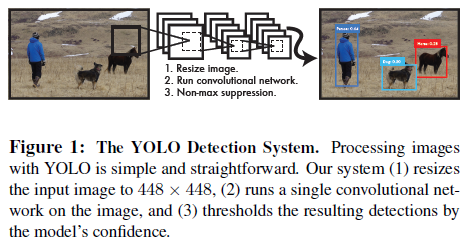 1. Resize image.
2. Run convolutional network.
3. Non-max suppression.
Person: 0.64
Horse: 0.28
Dog: 0.30
Figure 1: The YOLO Detection System. Processing images
with YOLO is simple and straightforward. Our system (1) resizes
the input image to 448 × 448, (2) runs a single convolutional net-
work on the image, and (3) thresholds the resulting detections by
the model's confidence.